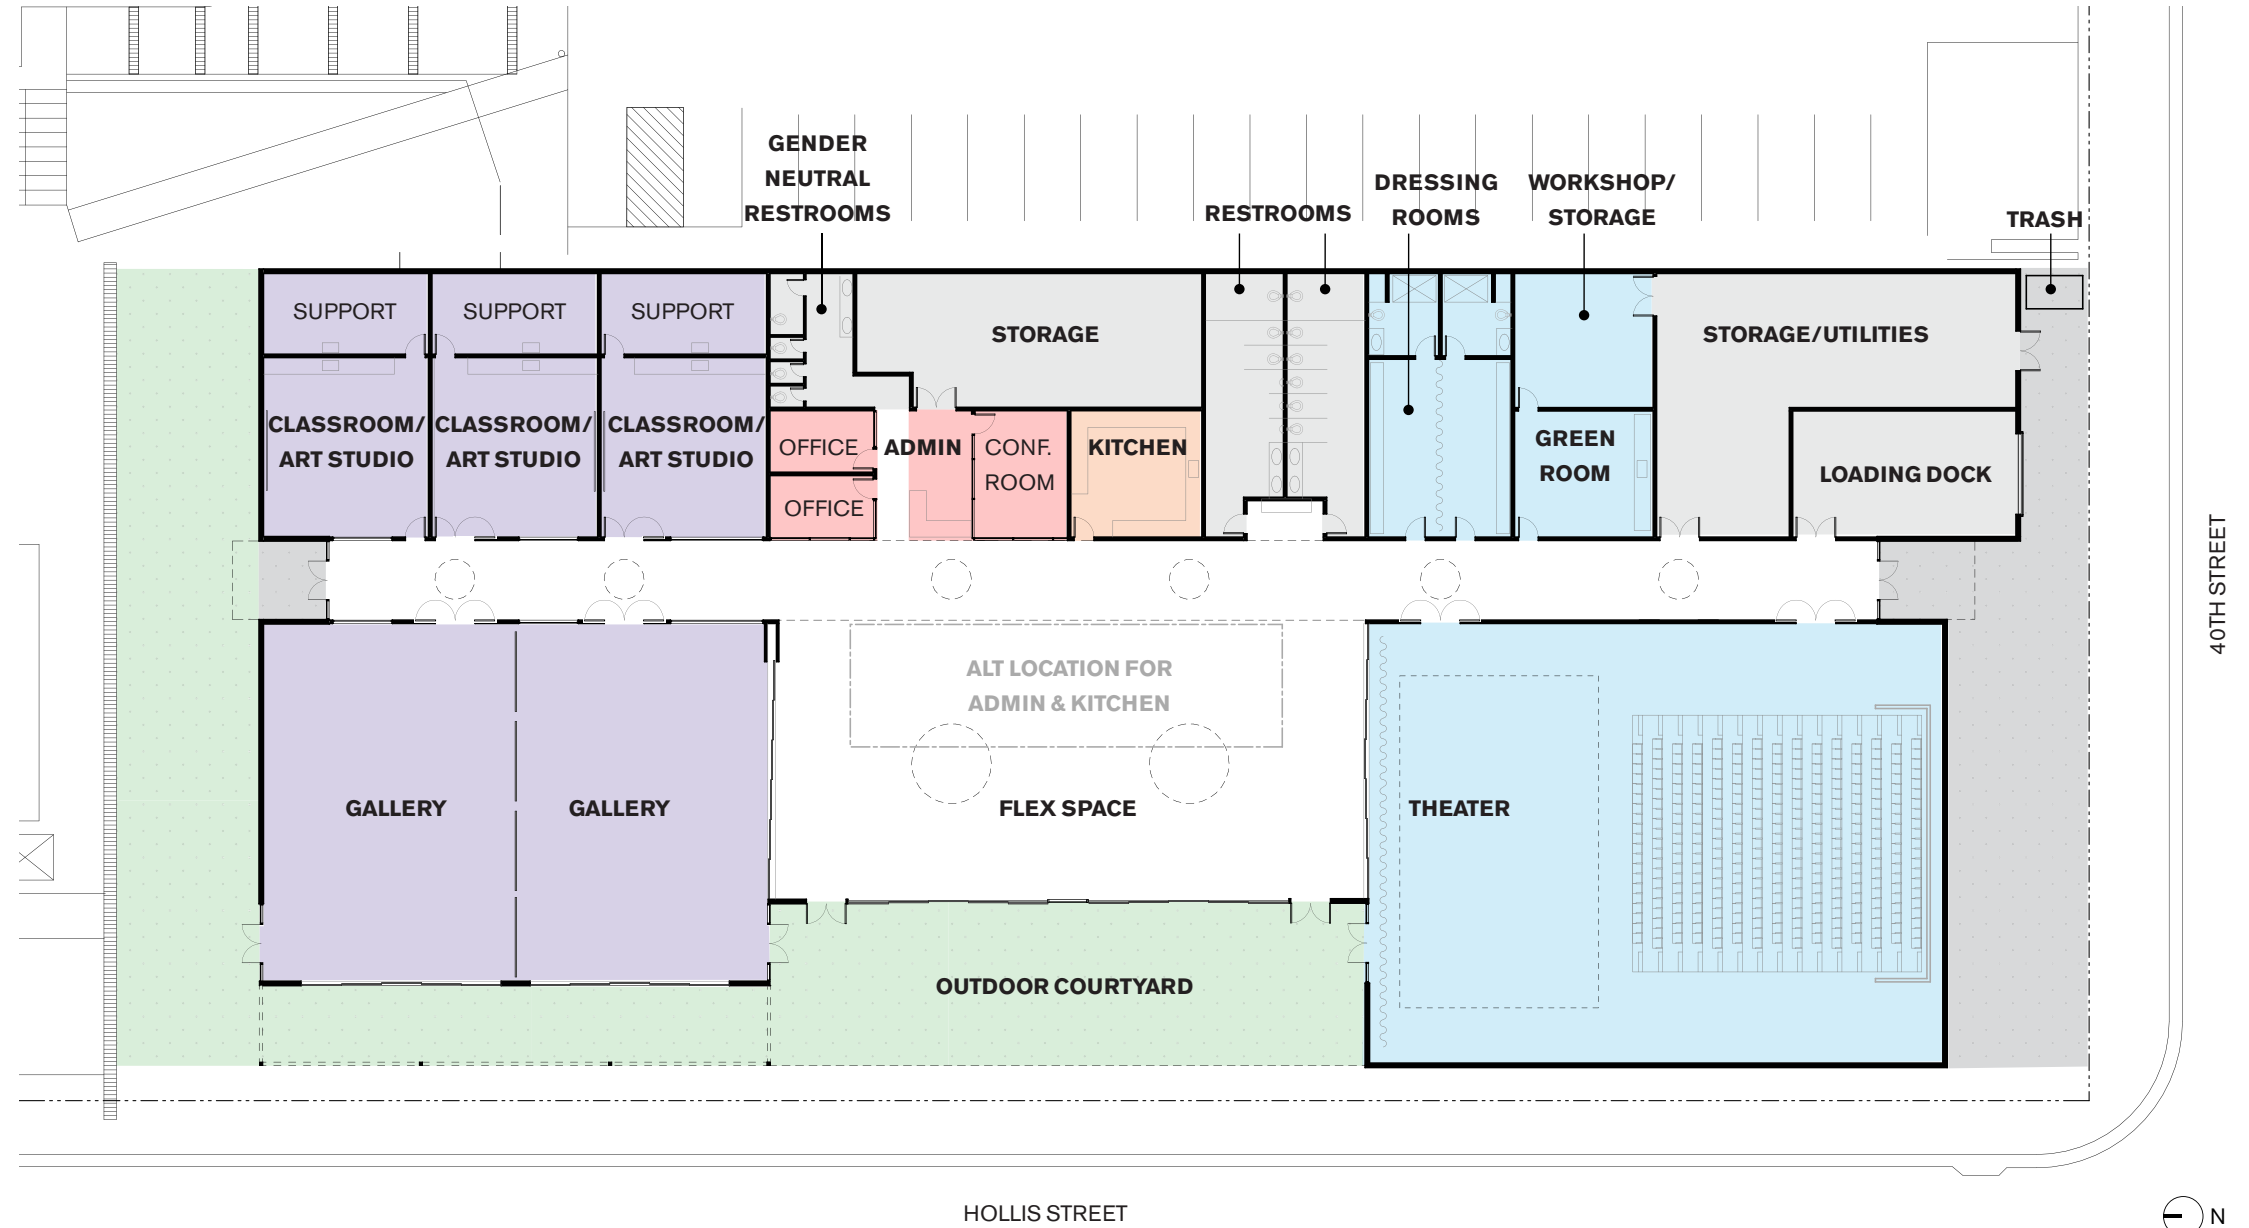 GENDER
NEUTRAL
RESTROOMS
RESTROOMS
DRESSING
ROOMS
WORKSHOP/
STORAGE
TRASH
SUPPORT
SUPPORT
SUPPORT
STORAGE
STORAGE/UTILITIES
CLASSROOM/
ART STUDIO
CLASSROOM/
ART STUDIO
CLASSROOM/
ART STUDIO
OFFICE
OFFICE
ADMIN
CONF.
ROOM
KITCHEN
GREEN
ROOM
LOADING DOCK
40TH STREET
ALT LOCATION FOR
ADMIN & KITCHEN
GALLERY
GALLERY
FLEX SPACE
THEATER
OUTDOOR COURTYARD
HOLLIS STREET
N